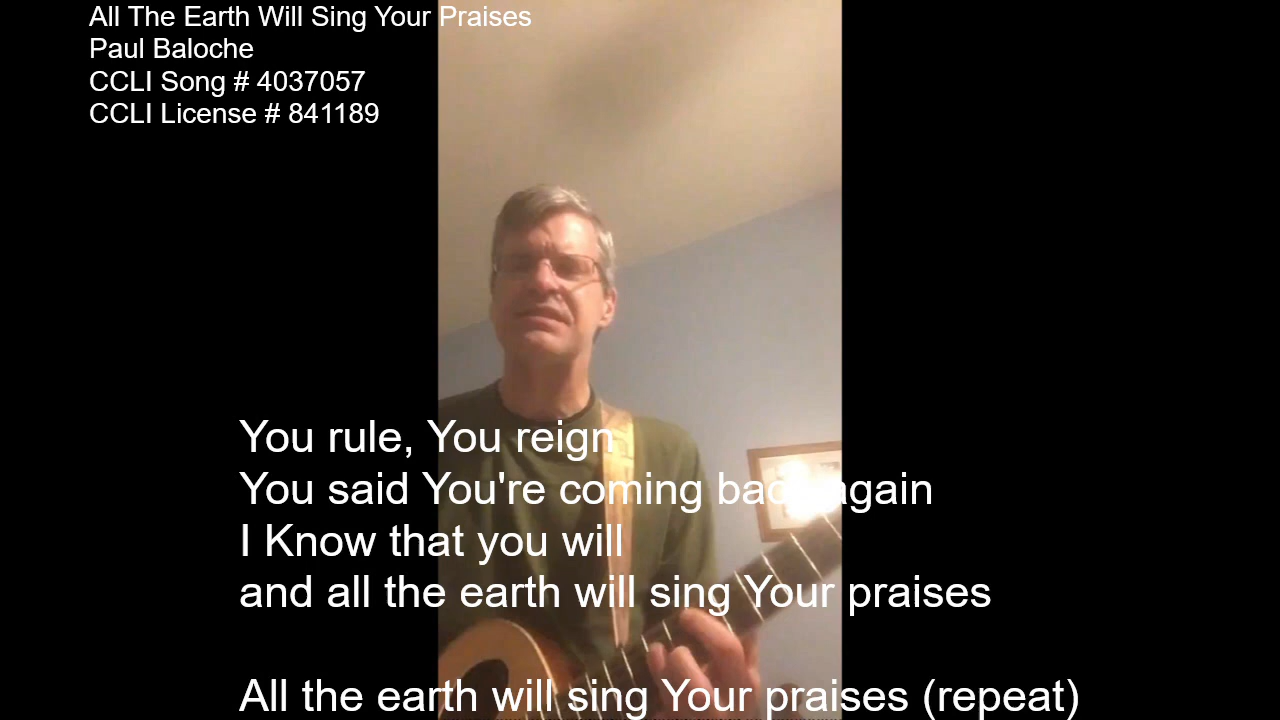 All The Earth Will Sing Your Praises
Paul Baloche
CCLI Song # 4037057
CCLI License # 841189
You rule, You reign
You said You're coming back again
I Know that you will
and all the earth will sing Your praises
All the earth will sing Your praises (repeat)